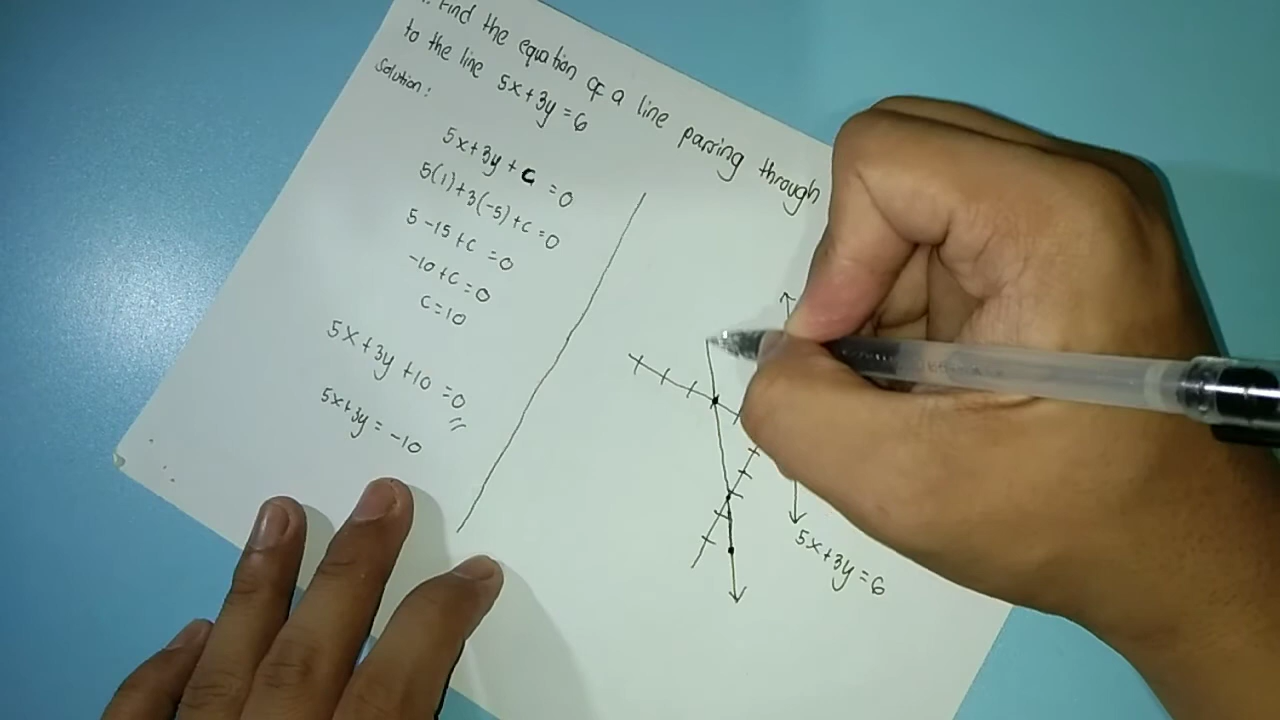 . Find the equation of a line passing through
to the line 5x+3y=6
Solution:
5x+3y+c=0
5(1)+3(-5)+c=0
5-15+c=0
-10+c=0
c=10
5x+3y+10=0
5x+3y=-10
5x+3y=6